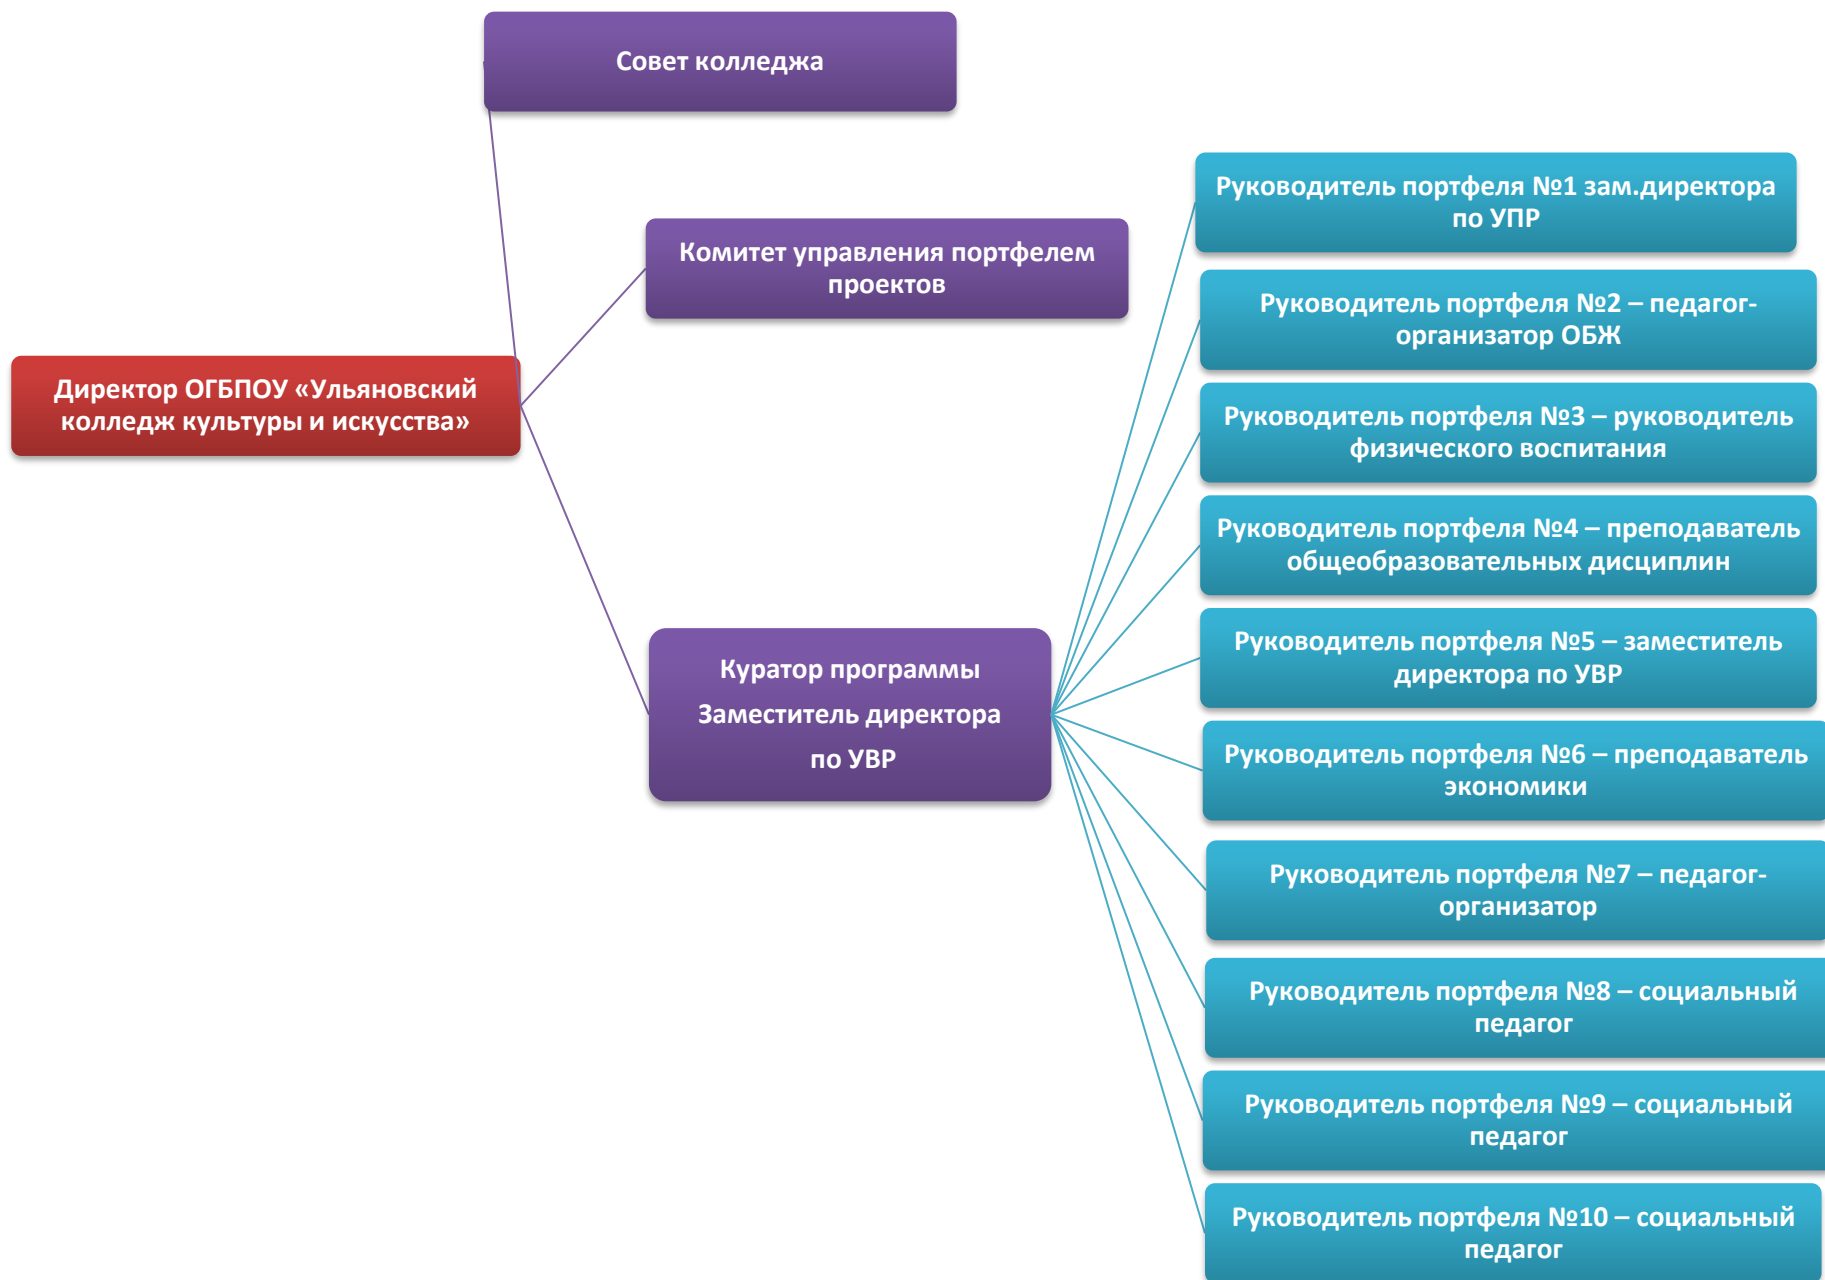 Совет колледжа
Комитет управления портфелем
проектов
Директор ОГБПОУ «Ульяновский
колледж культуры и искусства»
Куратор программы
Заместитель директора
по УВР
Руководитель портфеля №1 зам.директора
по УПР
Руководитель портфеля №2 – педагог-
организатор ОБЖ
Руководитель портфеля №3 – руководитель
физического воспитания
Руководитель портфеля №4 – преподаватель
общеобразовательных дисциплин
Руководитель портфеля №5 – заместитель
директора по УВР
Руководитель портфеля №6 – преподаватель
экономики
Руководитель портфеля №7 – педагог-
организатор
Руководитель портфеля №8 – социальный
педагог
Руководитель портфеля №9 – социальный
педагог
Руководитель портфеля №10 – социальный
педагог